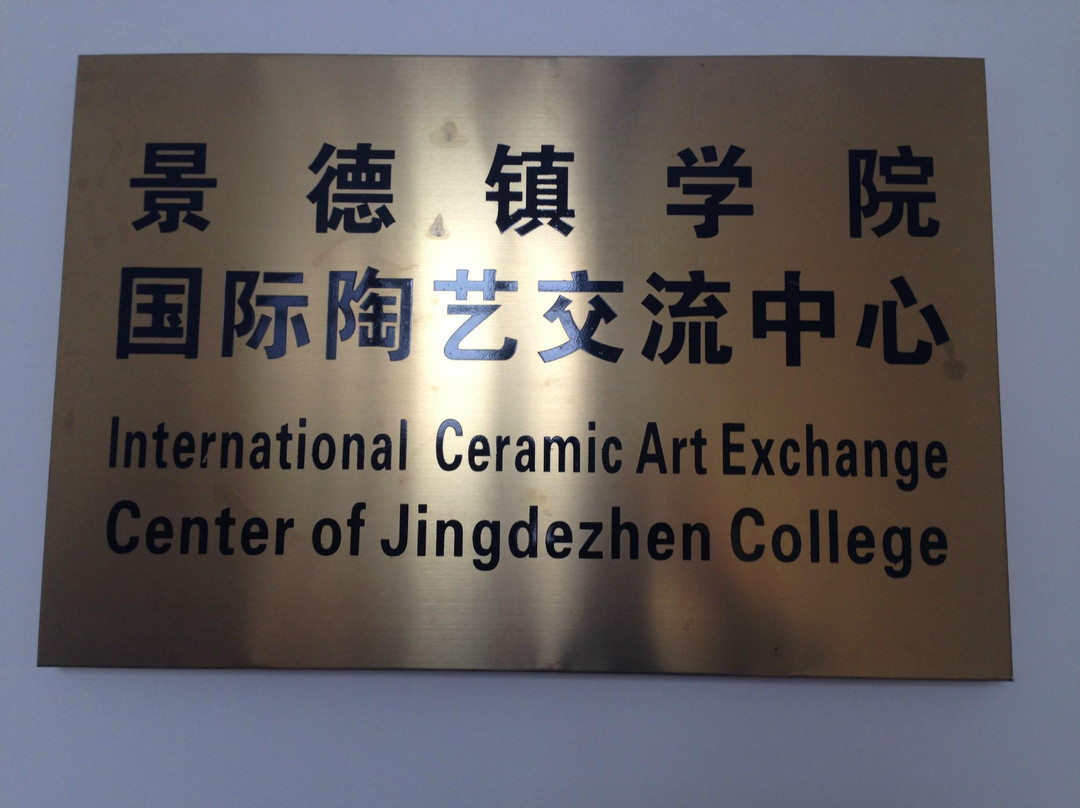 景德镇学院
国际陶艺交流中心
International Ceramic Art Exchange
Center of Jingdezhen College